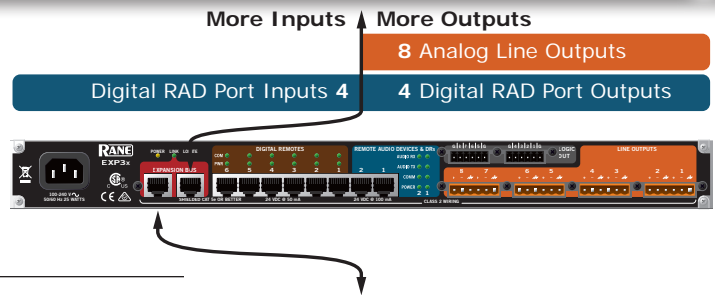 More Inputs More Outputs
8 Analog Line Outputs
Digital RAD Port Inputs 4
4 Digital RAD Port Outputs
RANE
EXP3x
100-240 V
50/60 Hz 25 WATTS
POWER LINK
EXPANSION BUS
SHIELDED CAT 5e OR BETTER
DIGITAL REMOTES
COM
PWR
6 5 4 3 2 1
24 VDC @ 50 mA
REMOTE AUDIO DEVICES & DRs
AUDIO RX
AUDIO TX
COMM
POWER
2 1
2 1
24 VDC @ 100 mA
CLASS 2 WIRING
LOGIC
OUT
LINE OUTPUTS
8 7 6 5 4 3 2 1